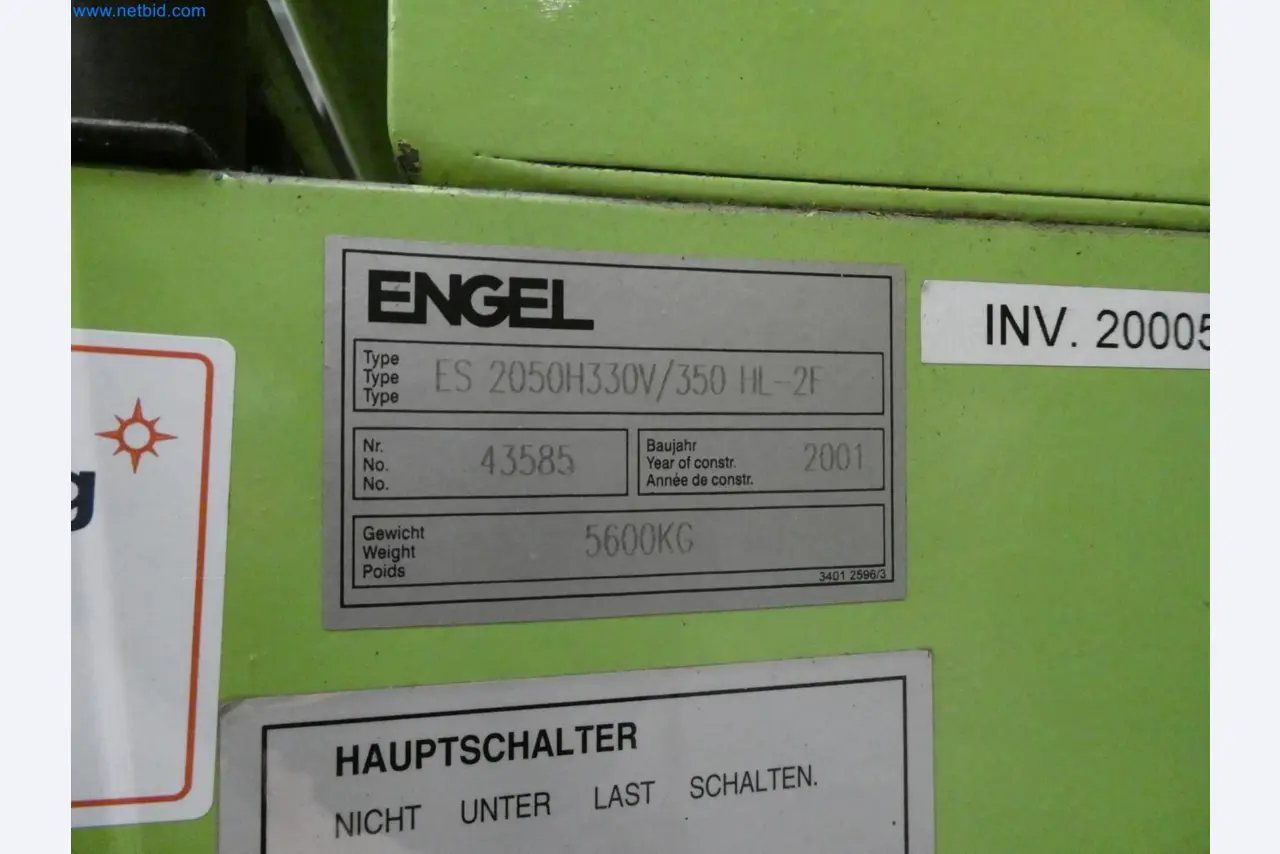 www.netbid.com
ENGEL
INV. 20005
Type
Type
Type
ES 2050H330V/350 HL-2F
Nr.
No.
No.
43585
Baujahr
Year of constr.
Année de constr.
2001
Gewicht
Weight
Poids
5600KG
3401 2596/3
g
HAUPTSCHALTER
NICHT UNTER LAST SCHALTEN.